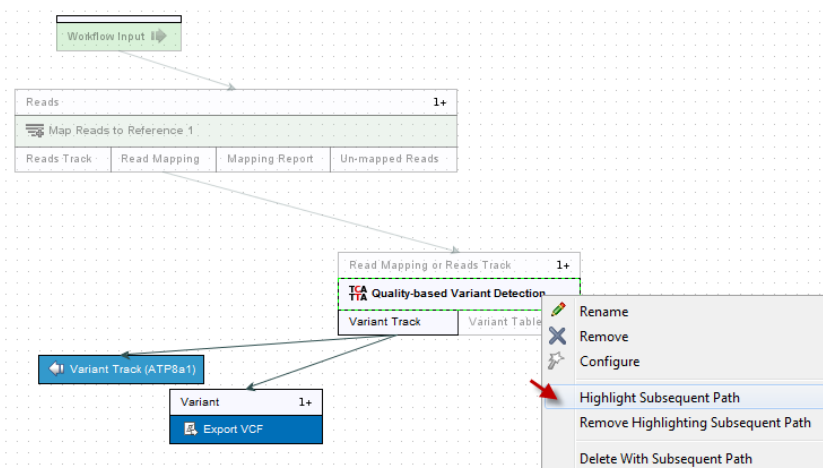 Workflow Input
Reads 1+
Map Reads to Reference 1
Reads Track Read Mapping Mapping Report Un-mapped Reads
Read Mapping or Reads Track 1+
TCA
TTA Quality-based Variant Detection
Variant Track Variant Table
Variant Track (ATP8a1)
Variant 1+
Export VCF
Rename
Remove
Configure
Highlight Subsequent Path
Remove Highlighting Subsequent Path
Delete With Subsequent Path